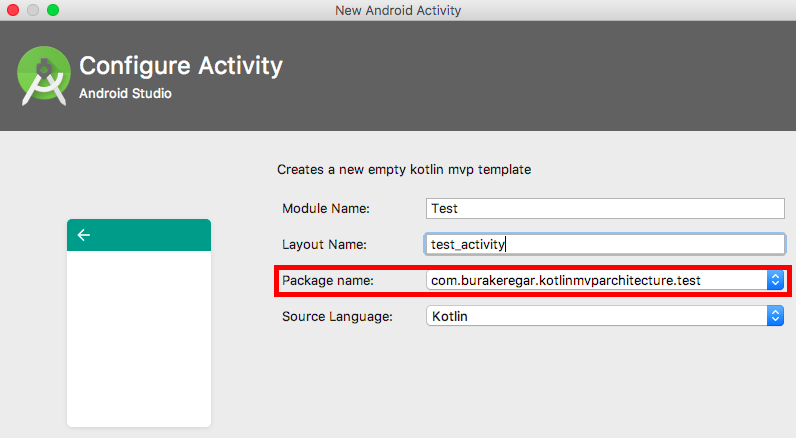 New Android Activity
Configure Activity
Android Studio
Creates a new empty kotlin mvp template
Module Name: Test
Layout Name: test_activity
Package name: com.burakeregar.kotlinmvparchitecture.test
Source Language: Kotlin